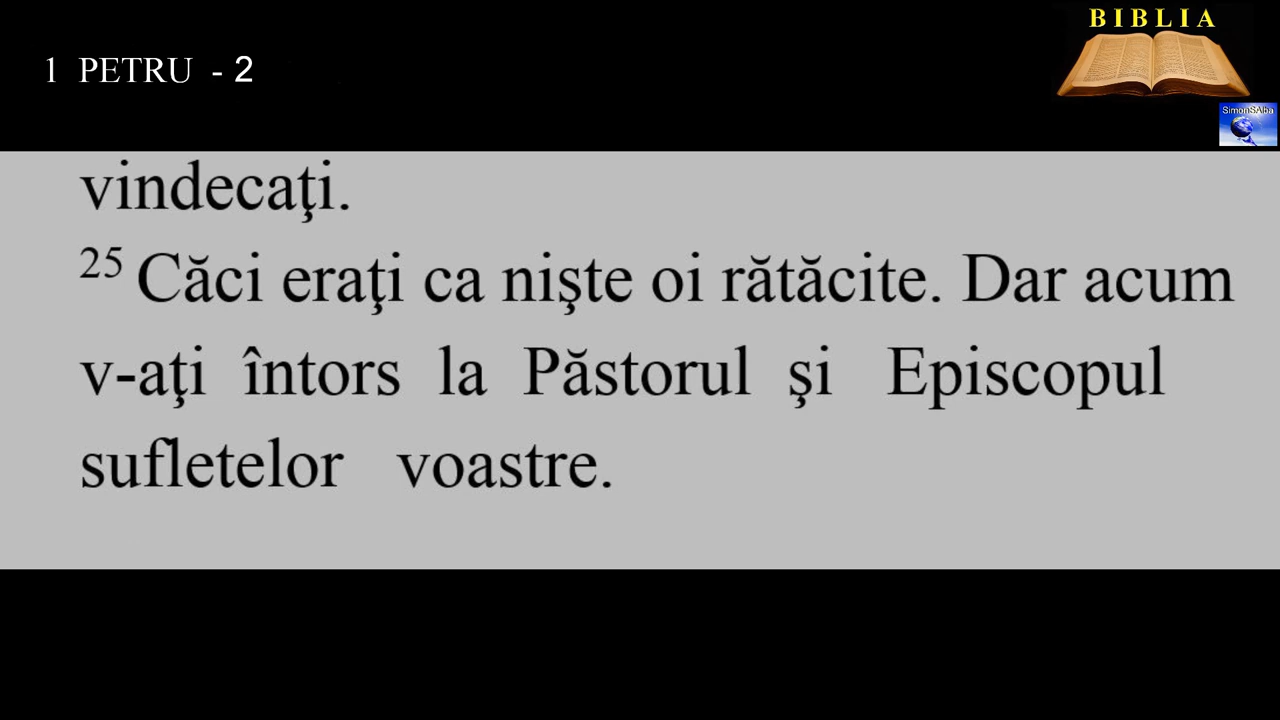 BIBLIA
1 PETRU - 2
SimonSAlba
vindecaţi.
25 Căci eraţi ca nişte oi rătăcite. Dar acum
v-aţi întors la Păstorul şi Episcopul
sufletelor voastre.